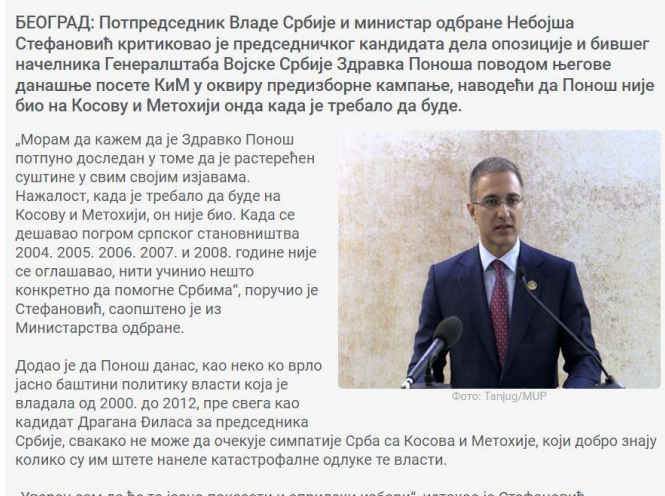 БЕОГРАД: Потпредседник Владе Србије и министар одбране Небојша
Стефановић критиковао је председничког кандидата дела опозиције и бившег
начелника Генералштаба Војске Србије Здравка Поноша поводом његове
данашње посете КиМ у оквиру предизборне кампање, наводећи да Понош није
био на Косову и Метохији онда када је требало да буде.
„Морам да кажем да је Здравко Понош
потпуно доследан у томе да је растерећен
суштине у свим својим изјавама.
Нажалост, када је требало да буде на
Косову и Метохији, он није био. Када се
дешавао погром српског становништва
2004. 2005. 2006. 2007. и 2008. године није
се оглашавао, нити учинио нешто
конкретно да помогне Србима“, поручио је
Стефановић, саопштено је из
Министарства одбране.
Фото: Tanjug/MUP
Додао је да Понош данас, као неко ко врло
јасно баштини политику власти која је
владала од 2000. до 2012, пре свега као
кадидат Драгана Ђиласа за председника
Србије, свакако не може да очекује симпатије Срба са Косова и Метохије, који добро знају
колико су им штете нанеле катастрофалне одлуке те власти.